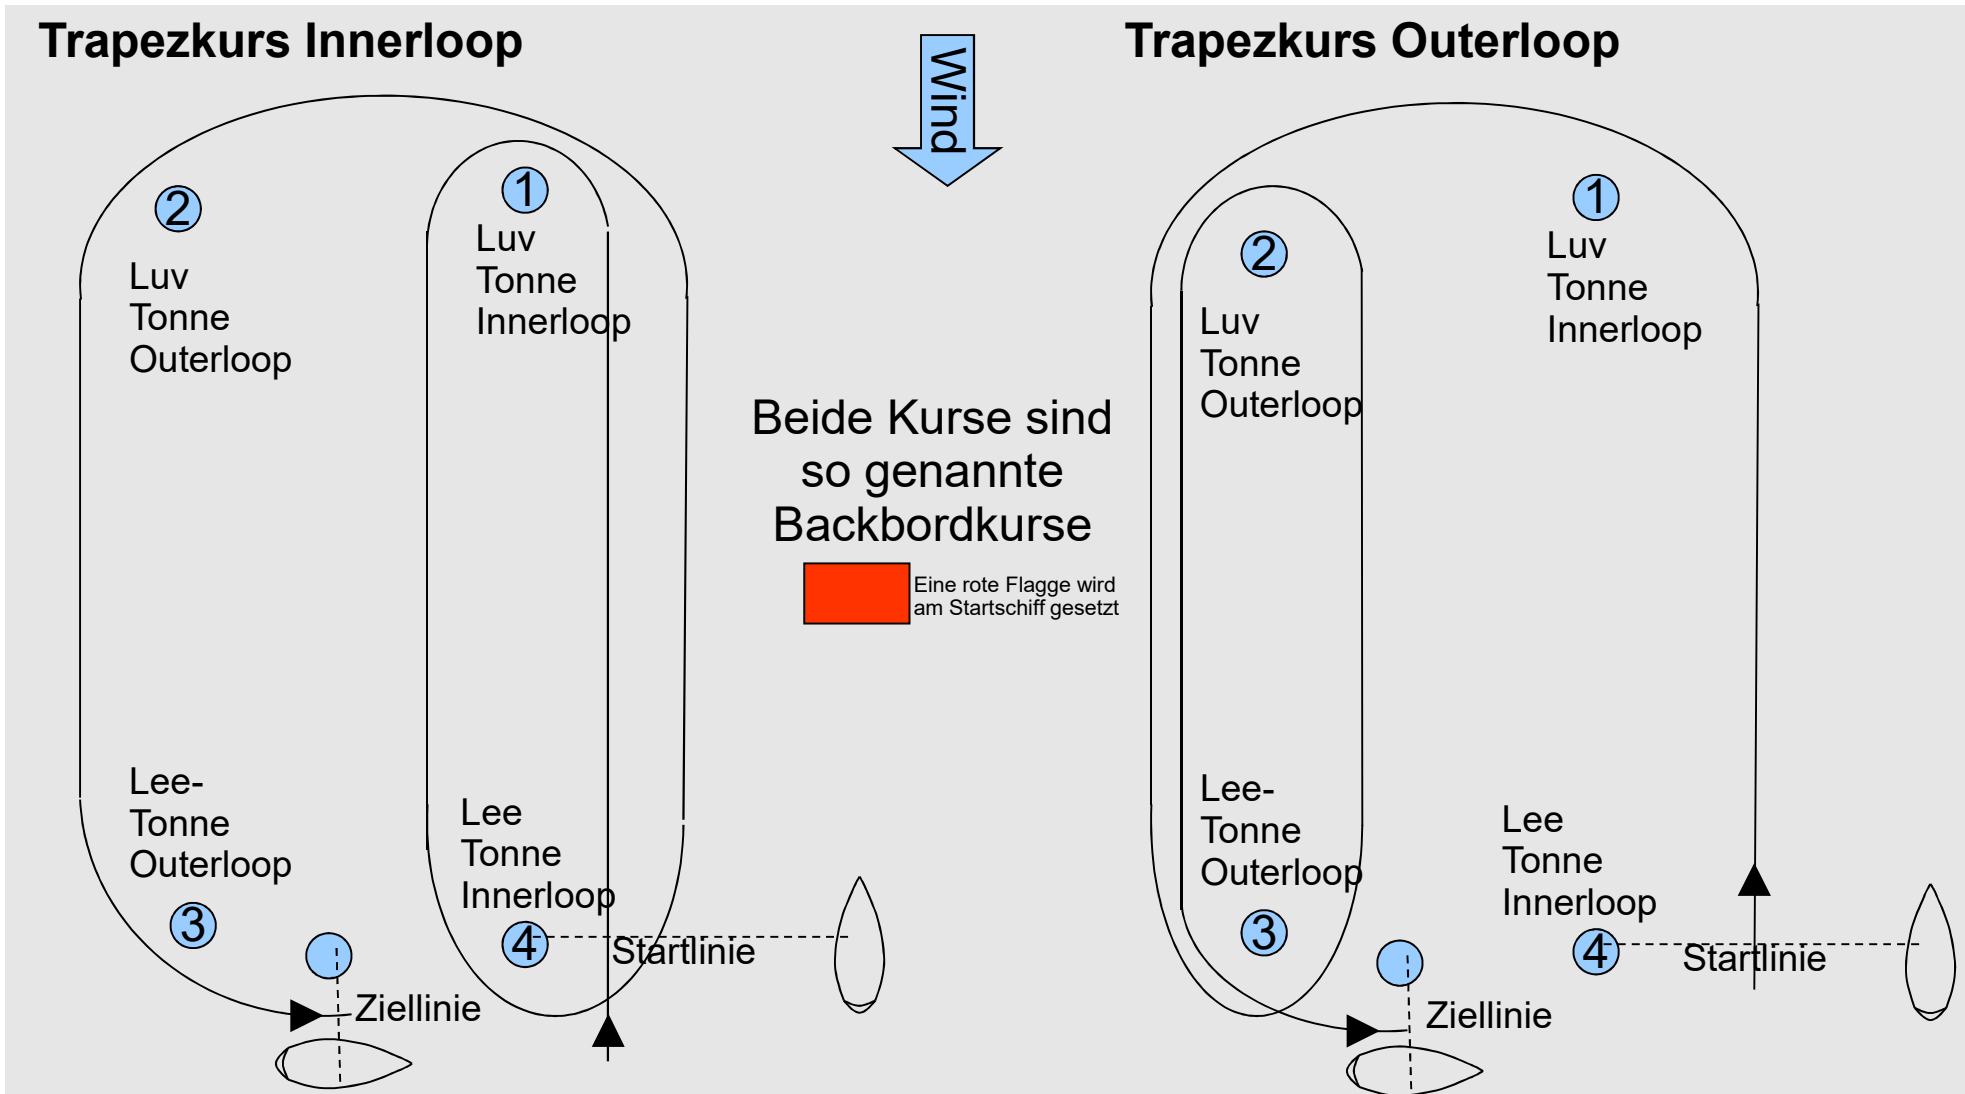 Trapezkurs Innerloop
Wind
Trapezkurs Outerloop
2
Luv
Tonne
Outerloop
1
Luv
Tonne
Innerloop
Lee-
Tonne
Outerloop
3
Lee
Tonne
Innerloop
4
Startlinie
Ziellinie
Beide Kurse sind
so genannte
Backbordkurse
Eine rote Flagge wird
am Startschiff gesetzt
2
Luv
Tonne
Outerloop
1
Luv
Tonne
Innerloop
Lee-
Tonne
Outerloop
3
Lee
Tonne
Innerloop
4
Startlinie
Ziellinie